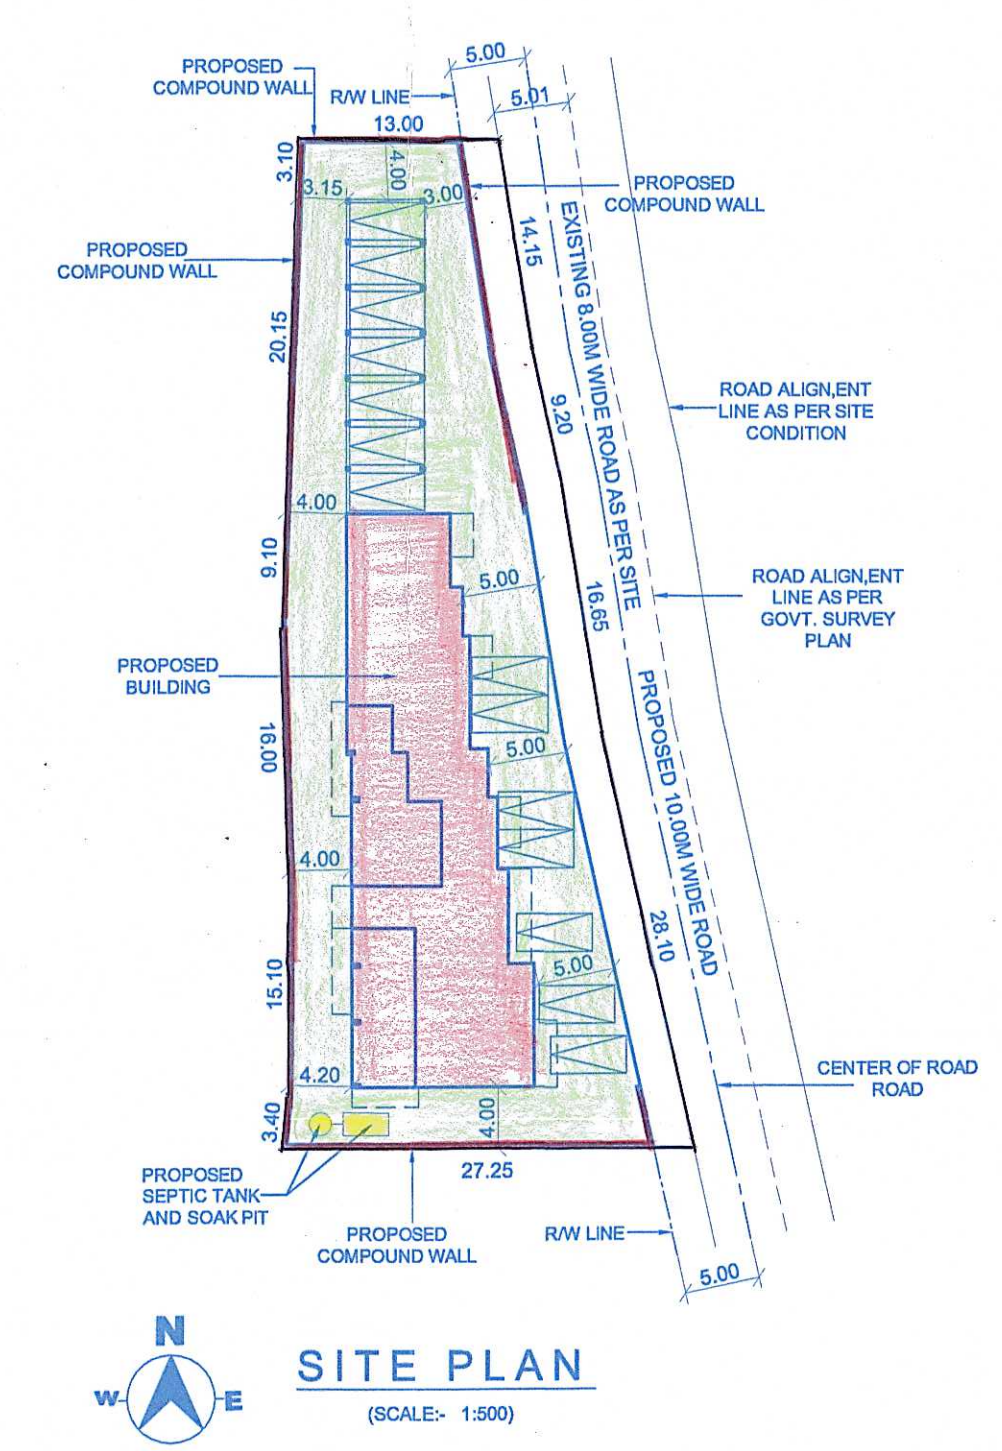 5.00
PROPOSED
COMPOUND WALL
R/W LINE
5.01
13.00
3.10
4.00
3.15
3.00
PROPOSED
COMPOUND WALL
14.15
PROPOSED
COMPOUND WALL
EXISTING 8.00M WIDE ROAD AS PER SITE
20.15
9.20
ROAD ALIGN,ENT
LINE AS PER SITE
CONDITION
4.00
9.10
5.00
16.65
ROAD ALIGN,ENT
LINE AS PER
GOVT. SURVEY
PLAN
PROPOSED
BUILDING
PROPOSED 10.00M WIDE ROAD
16.00
5.00
4.00
28.10
15.10
5.00
4.20
CENTER OF ROAD
ROAD
3.40
4.00
27.25
PROPOSED
SEPTIC TANK
AND SOAK PIT
PROPOSED
COMPOUND WALL
R/W LINE
5.00
N
W
E
SITE PLAN
(SCALE:- 1:500)